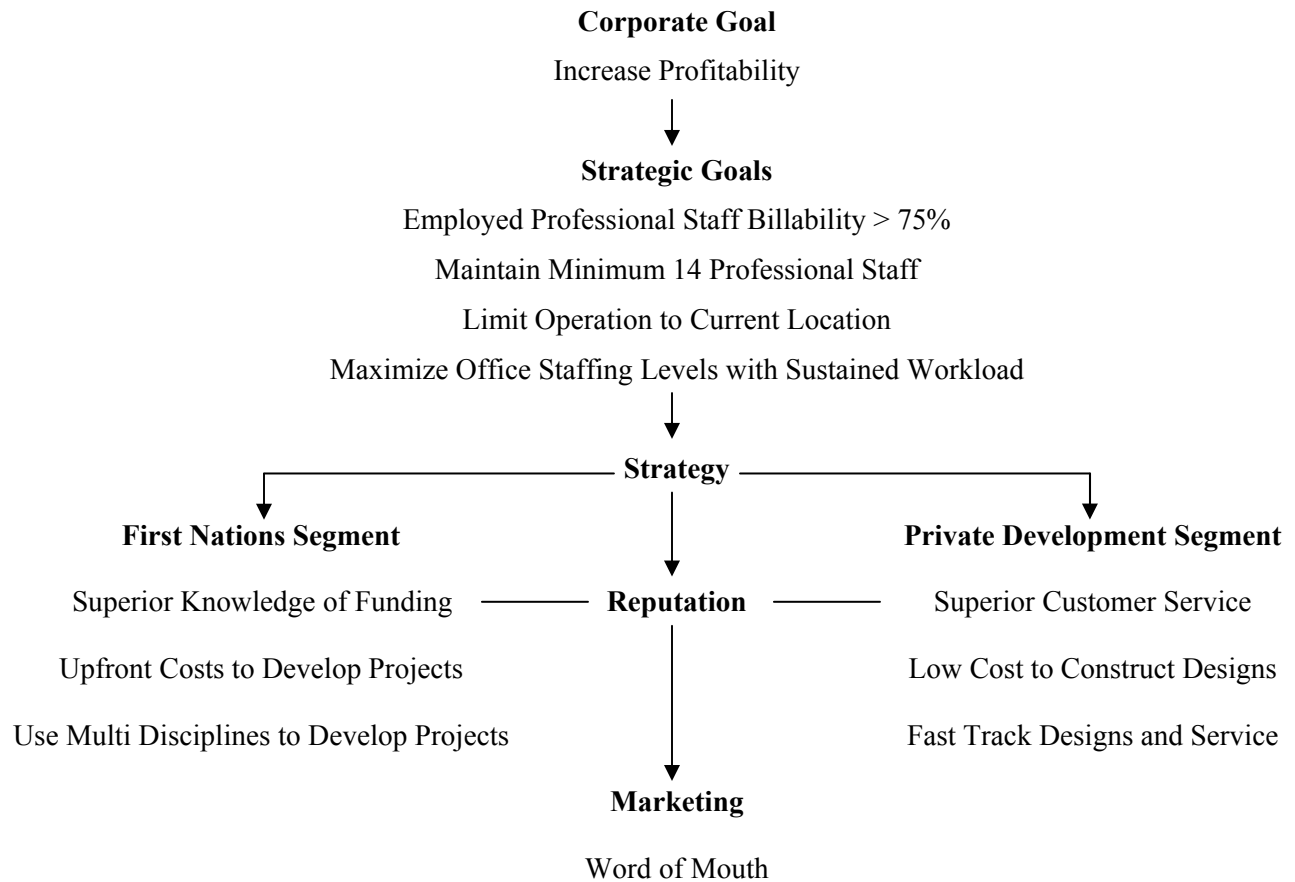 Corporate Goal
Increase Profitability
Strategic Goals
Employed Professional Staff Billability > 75%
Maintain Minimum 14 Professional Staff
Limit Operation to Current Location
Maximize Office Staffing Levels with Sustained Workload
Strategy
First Nations Segment
Private Development Segment
Superior Knowledge of Funding
Reputation
Superior Customer Service
Upfront Costs to Develop Projects
Low Cost to Construct Designs
Use Multi Disciplines to Develop Projects
Fast Track Designs and Service
Marketing
Word of Mouth